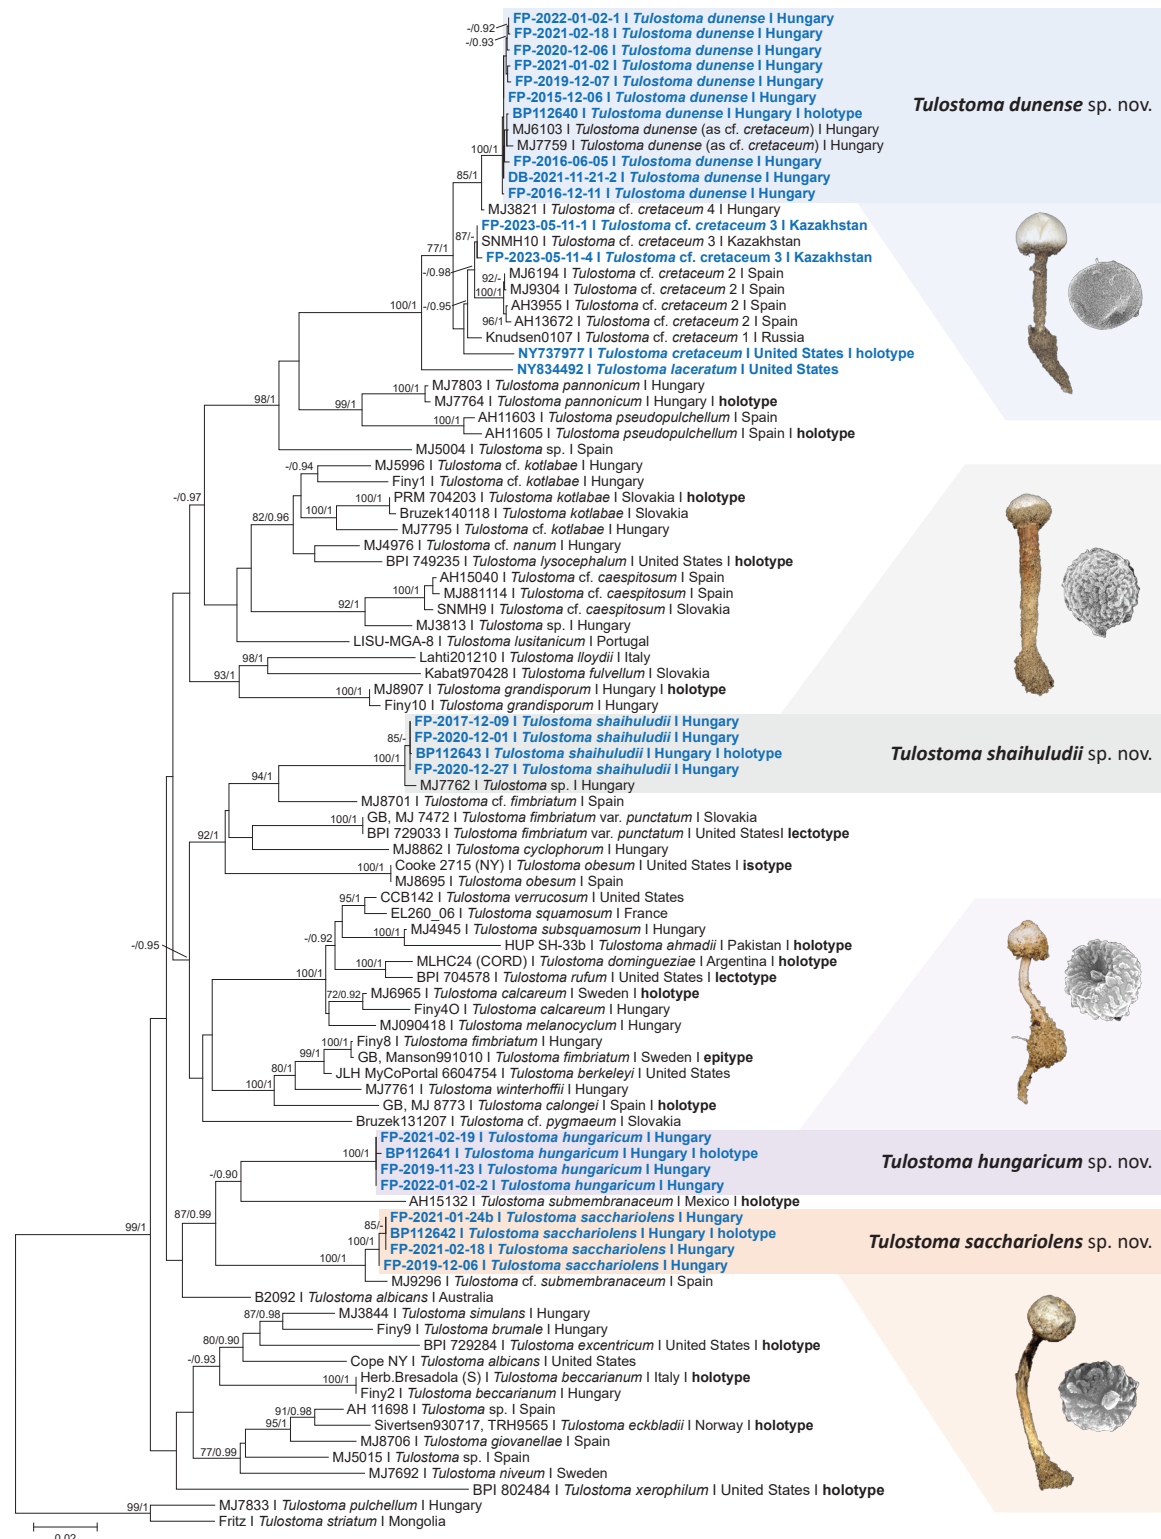 FP-2022-01-02-1 I Tulostoma dunense I Hungary
-/0.92
FP-2021-02-18 I Tulostoma dunense I Hungary
-/0.93
FP-2020-12-06 I Tulostoma dunense I Hungary
FP-2021-01-02 I Tulostoma dunense I Hungary
FP-2019-12-07 I Tulostoma dunense I Hungary
FP-2015-12-06 I Tulostoma dunense I Hungary
Tulostoma dunense sp. nov.
BP112640 I Tulostoma dunense I Hungary I holotype
MJ6103 I Tulostoma dunense (as cf. cretaceum) I Hungary
MJ7759 I Tulostoma dunense (as cf. cretaceum) I Hungary
100/1
FP-2016-06-05 I Tulostoma dunense I Hungary
85/1
DB-2021-11-21-2 I Tulostoma dunense I Hungary
FP-2016-12-11 I Tulostoma dunense I Hungary
MJ3821 I Tulostoma cf. cretaceum 4 I Hungary
FP-2023-05-11-1 I Tulostoma cf. cretaceum 3 I Kazakhstan
87/-
SNMH10 I Tulostoma cf. cretaceum 3 I Kazakhstan
77/1
FP-2023-05-11-4 I Tulostoma cf. cretaceum 3 I Kazakhstan
-/0.98
92/-
MJ6194 I Tulostoma cf. cretaceum 2 I Spain
MJ9304 I Tulostoma cf. cretaceum 2 I Spain
100/1
100/1
-/0.95
AH3955 I Tulostoma cf. cretaceum 2 I Spain
96/1
AH13672 I Tulostoma cf. cretaceum 2 I Spain
Knudsen0107 I Tulostoma cf. cretaceum 1 I Russia
NY737977 I Tulostoma cretaceum I United States I holotype
NY834492 I Tulostoma laceratum I United States
100/1
MJ7803 I Tulostoma pannonicum I Hungary
98/1
99/1
MJ7764 I Tulostoma pannonicum I Hungary I holotype
100/1
AH11603 I Tulostoma pseudopulchellum I Spain
AH11605 I Tulostoma pseudopulchellum I Spain I holotype
MJ5004 I Tulostoma sp. I Spain
-/0.94
MJ5996 I Tulostoma cf. kotlabae I Hungary
Finy1 I Tulostoma cf. kotlabae I Hungary
-/0.97
100/1
PRM 704203 I Tulostoma kotlabae I Slovakia I holotype
82/0.96
100/1
Bruzek140118 I Tulostoma kotlabae I Slovakia
MJ7795 I Tulostoma cf. kotlabae I Hungary
MJ4976 I Tulostoma cf. nanum I Hungary
BPI 749235 I Tulostoma lysocephalum I United States I holotype
AH15040 I Tulostoma cf. caespitosum I Spain
100/1
MJ881114 I Tulostoma cf. caespitosum I Spain
92/1
SNMH9 I Tulostoma cf. caespitosum I Slovakia
MJ3813 I Tulostoma sp. I Hungary
LISU-MGA-8 I Tulostoma lusitanicum I Portugal
98/1
Lahti201210 I Tulostoma lloydii I Italy
93/1
Kabat970428 I Tulostoma fulvellum I Slovakia
100/1
MJ8907 I Tulostoma grandisporum I Hungary I holotype
Finy10 I Tulostoma grandisporum I Hungary
FP-2017-12-09 I Tulostoma shaihuludii I Hungary
85/-
FP-2020-12-01 I Tulostoma shaihuludii I Hungary
BP112643 I Tulostoma shaihuludii I Hungary I holotype
Tulostoma shaihuludii sp. nov.
100/1
FP-2020-12-27 I Tulostoma shaihuludii I Hungary
94/1
MJ7762 I Tulostoma sp. I Hungary
MJ8701 I Tulostoma cf. fimbriatum I Spain
100/1
GB, MJ 7472 I Tulostoma fimbriatum var. punctatum I Slovakia
92/1
BPI 729033 I Tulostoma fimbriatum var. punctatum I United StatesI lectotype
MJ8862 I Tulostoma cyclophorum I Hungary
100/1
Cooke 2715 (NY) I Tulostoma obesum I United States I isotype
MJ8695 I Tulostoma obesum I Spain
95/1
CCB142 I Tulostoma verrucosum I United States
EL260_06 I Tulostoma squamosum I France
-/0.92
100/1
MJ4945 I Tulostoma subsquamosum I Hungary
-/0.95
HUP SH-33b I Tulostoma ahmadii I Pakistan I holotype
100/1
100/1
MLHC24 (CORD) I Tulostoma domingueziae I Argentina I holotype
BPI 704578 I Tulostoma rufum I United States I lectotype
72/0.92
MJ6965 I Tulostoma calcareum I Sweden I holotype
Finy4O I Tulostoma calcareum I Hungary
MJ090418 I Tulostoma melanocyclum I Hungary
Finy8 I Tulostoma fimbriatum I Hungary
99/1
GB, Manson991010 I Tulostoma fimbriatum I Sweden I epitype
80/1
JLH MyCoPortal 6604754 I Tulostoma berkeleyi I United States
100/1
MJ7761 I Tulostoma winterhoffii I Hungary
GB, MJ 8773 I Tulostoma calongei I Spain I holotype
Bruzek131207 I Tulostoma cf. pygmaeum I Slovakia
FP-2021-02-19 I Tulostoma hungaricum I Hungary
100/1
BP112641 I Tulostoma hungaricum I Hungary I holotype
Tulostoma hungaricum sp. nov.
-/0.90
FP-2019-11-23 I Tulostoma hungaricum I Hungary
FP-2022-01-02-2 I Tulostoma hungaricum I Hungary
AH15132 I Tulostoma submembranaceum I Mexico I holotype
87/0.99
FP-2021-01-24b I Tulostoma sacchariolens I Hungary
99/1
85/-
BP112642 I Tulostoma sacchariolens I Hungary I holotype
Tulostoma sacchariolens sp. nov.
100/1
FP-2021-02-18 I Tulostoma sacchariolens I Hungary
100/1
FP-2019-12-06 I Tulostoma sacchariolens I Hungary
MJ9296 I Tulostoma cf. submembranaceum I Spain
B2092 I Tulostoma albicans I Australia
87/0.98
MJ3844 I Tulostoma simulans I Hungary
Finy9 I Tulostoma brumale I Hungary
80/0.90
BPI 729284 I Tulostoma excentricum I United States I holotype
-/0.93
Cope NY I Tulostoma albicans I United States
100/1
Herb.Bresadola (S) I Tulostoma beccarianum I Italy I holotype
Finy2 I Tulostoma beccarianum I Hungary
91/0.98
AH 11698 I Tulostoma sp. I Spain
95/1
Sivertsen930717, TRH9565 I Tulostoma eckbladii I Norway I holotype
MJ8706 I Tulostoma giovanellae I Spain
77/0.99
MJ5015 I Tulostoma sp. I Spain
MJ7692 I Tulostoma niveum I Sweden
BPI 802484 I Tulostoma xerophilum I United States I holotype
99/1
MJ7833 I Tulostoma pulchellum I Hungary
Fritz I Tulostoma striatum I Mongolia
0.02